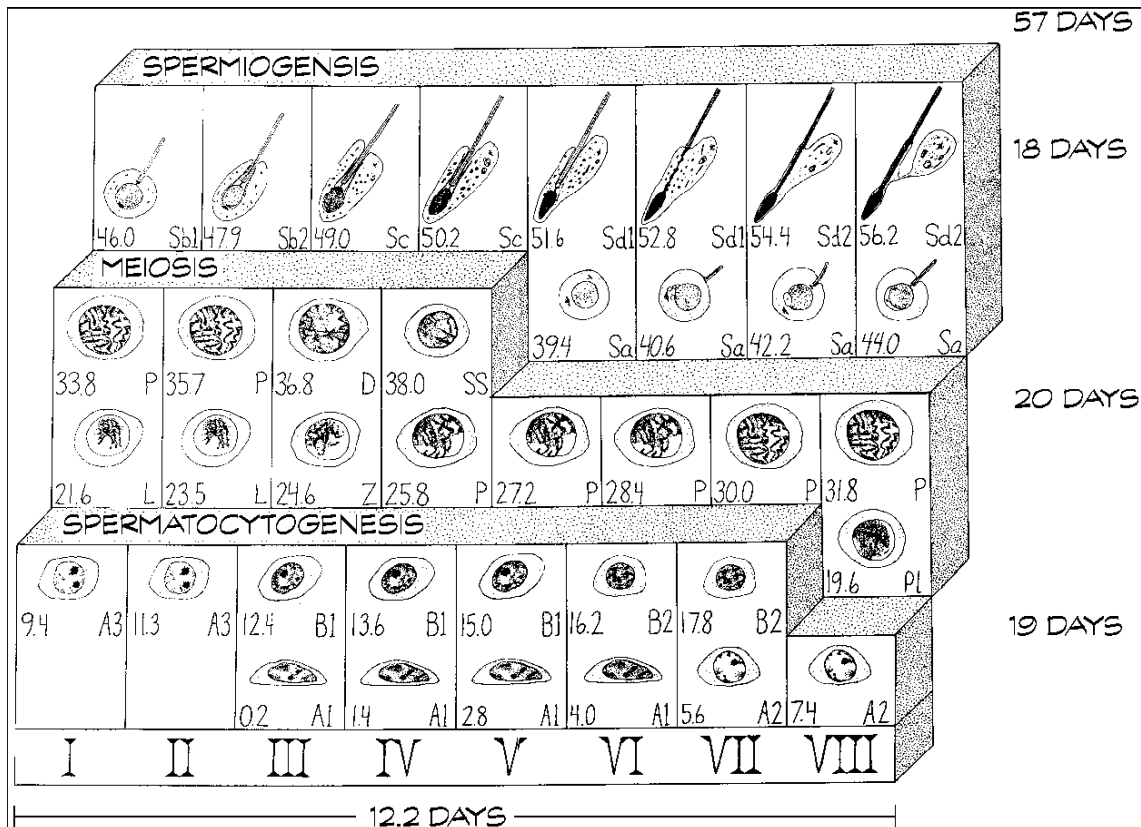 57 DAYS
SPERMIOGENSIS
18 DAYS
46.0 Sb1 47.9 Sb2 49.0 Sc 50.2 Sc 51.6 Sd1 52.8 Sd1 54.4 Sd2 56.2 Sd2
MEIOSIS
39.4 Sa 40.6 Sa 42.2 Sa 44.0 Sa
33.8 P 35.7 P 36.8 D 38.0 SS
20 DAYS
21.6 L 23.5 L 24.6 Z 25.8 P 27.2 P 28.4 P 30.0 P 31.8 P
SPERMATOCYTOGENESIS
19.6 PL
9.4 A3 11.3 A3 12.4 B1 13.6 B1 15.0 B1 16.2 B2 17.8 B2
19 DAYS
0.2 A1 1.4 A1 2.8 A1 4.0 A1 5.6 A2 7.4 A2
I II III IV V VI VII VIII
12.2 DAYS